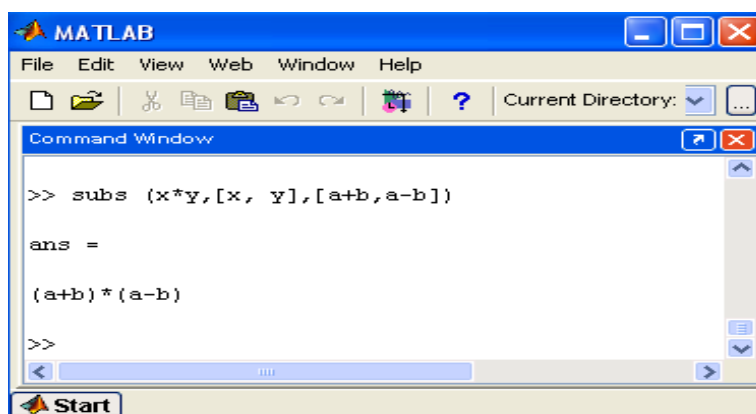 MATLAB
File Edit View Web Window Help
? Current Directory: ...
Command Window
>> subs (x*y,[x, y],[a+b,a-b])
ans =
(a+b)*(a-b)
>>
Start